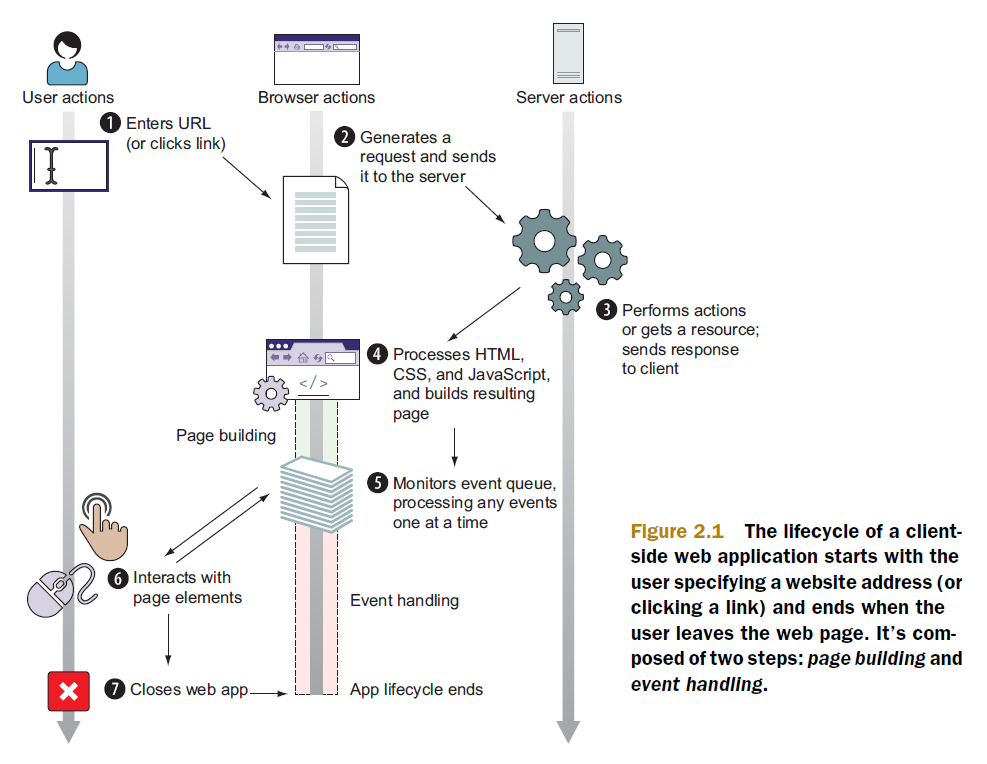 User actions
Browser actions
Server actions
1 Enters URL
(or clicks link)
2 Generates a
request and sends
it to the server
3 Performs actions
or gets a resource;
sends response
to client
4 Processes HTML,
CSS, and JavaScript,
and builds resulting
page
</>
Page building
5 Monitors event queue,
processing any events
one at a time
6 Interacts with
page elements
Event handling
7 Closes web app
App lifecycle ends
Figure 2.1 The lifecycle of a client-
side web application starts with the
user specifying a website address (or
clicking a link) and ends when the
user leaves the web page. It's com-
posed of two steps: page building and
event handling.